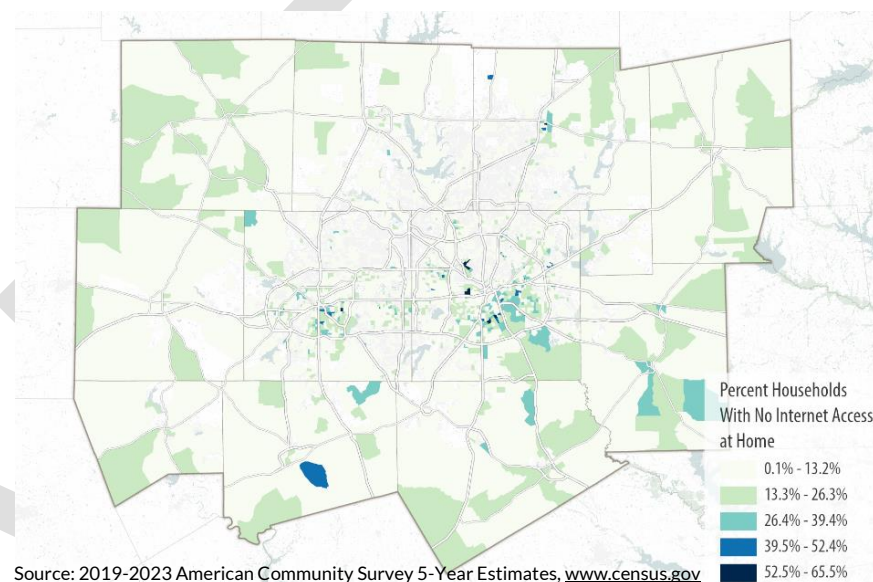 Percent Households
With No Internet Access
at Home
0.1% - 13.2%
13.3% - 26.3%
26.4% - 39.4%
39.5% - 52.4%
52.5% - 65.5%
Source: 2019-2023 American Community Survey 5-Year Estimates, www.census.gov